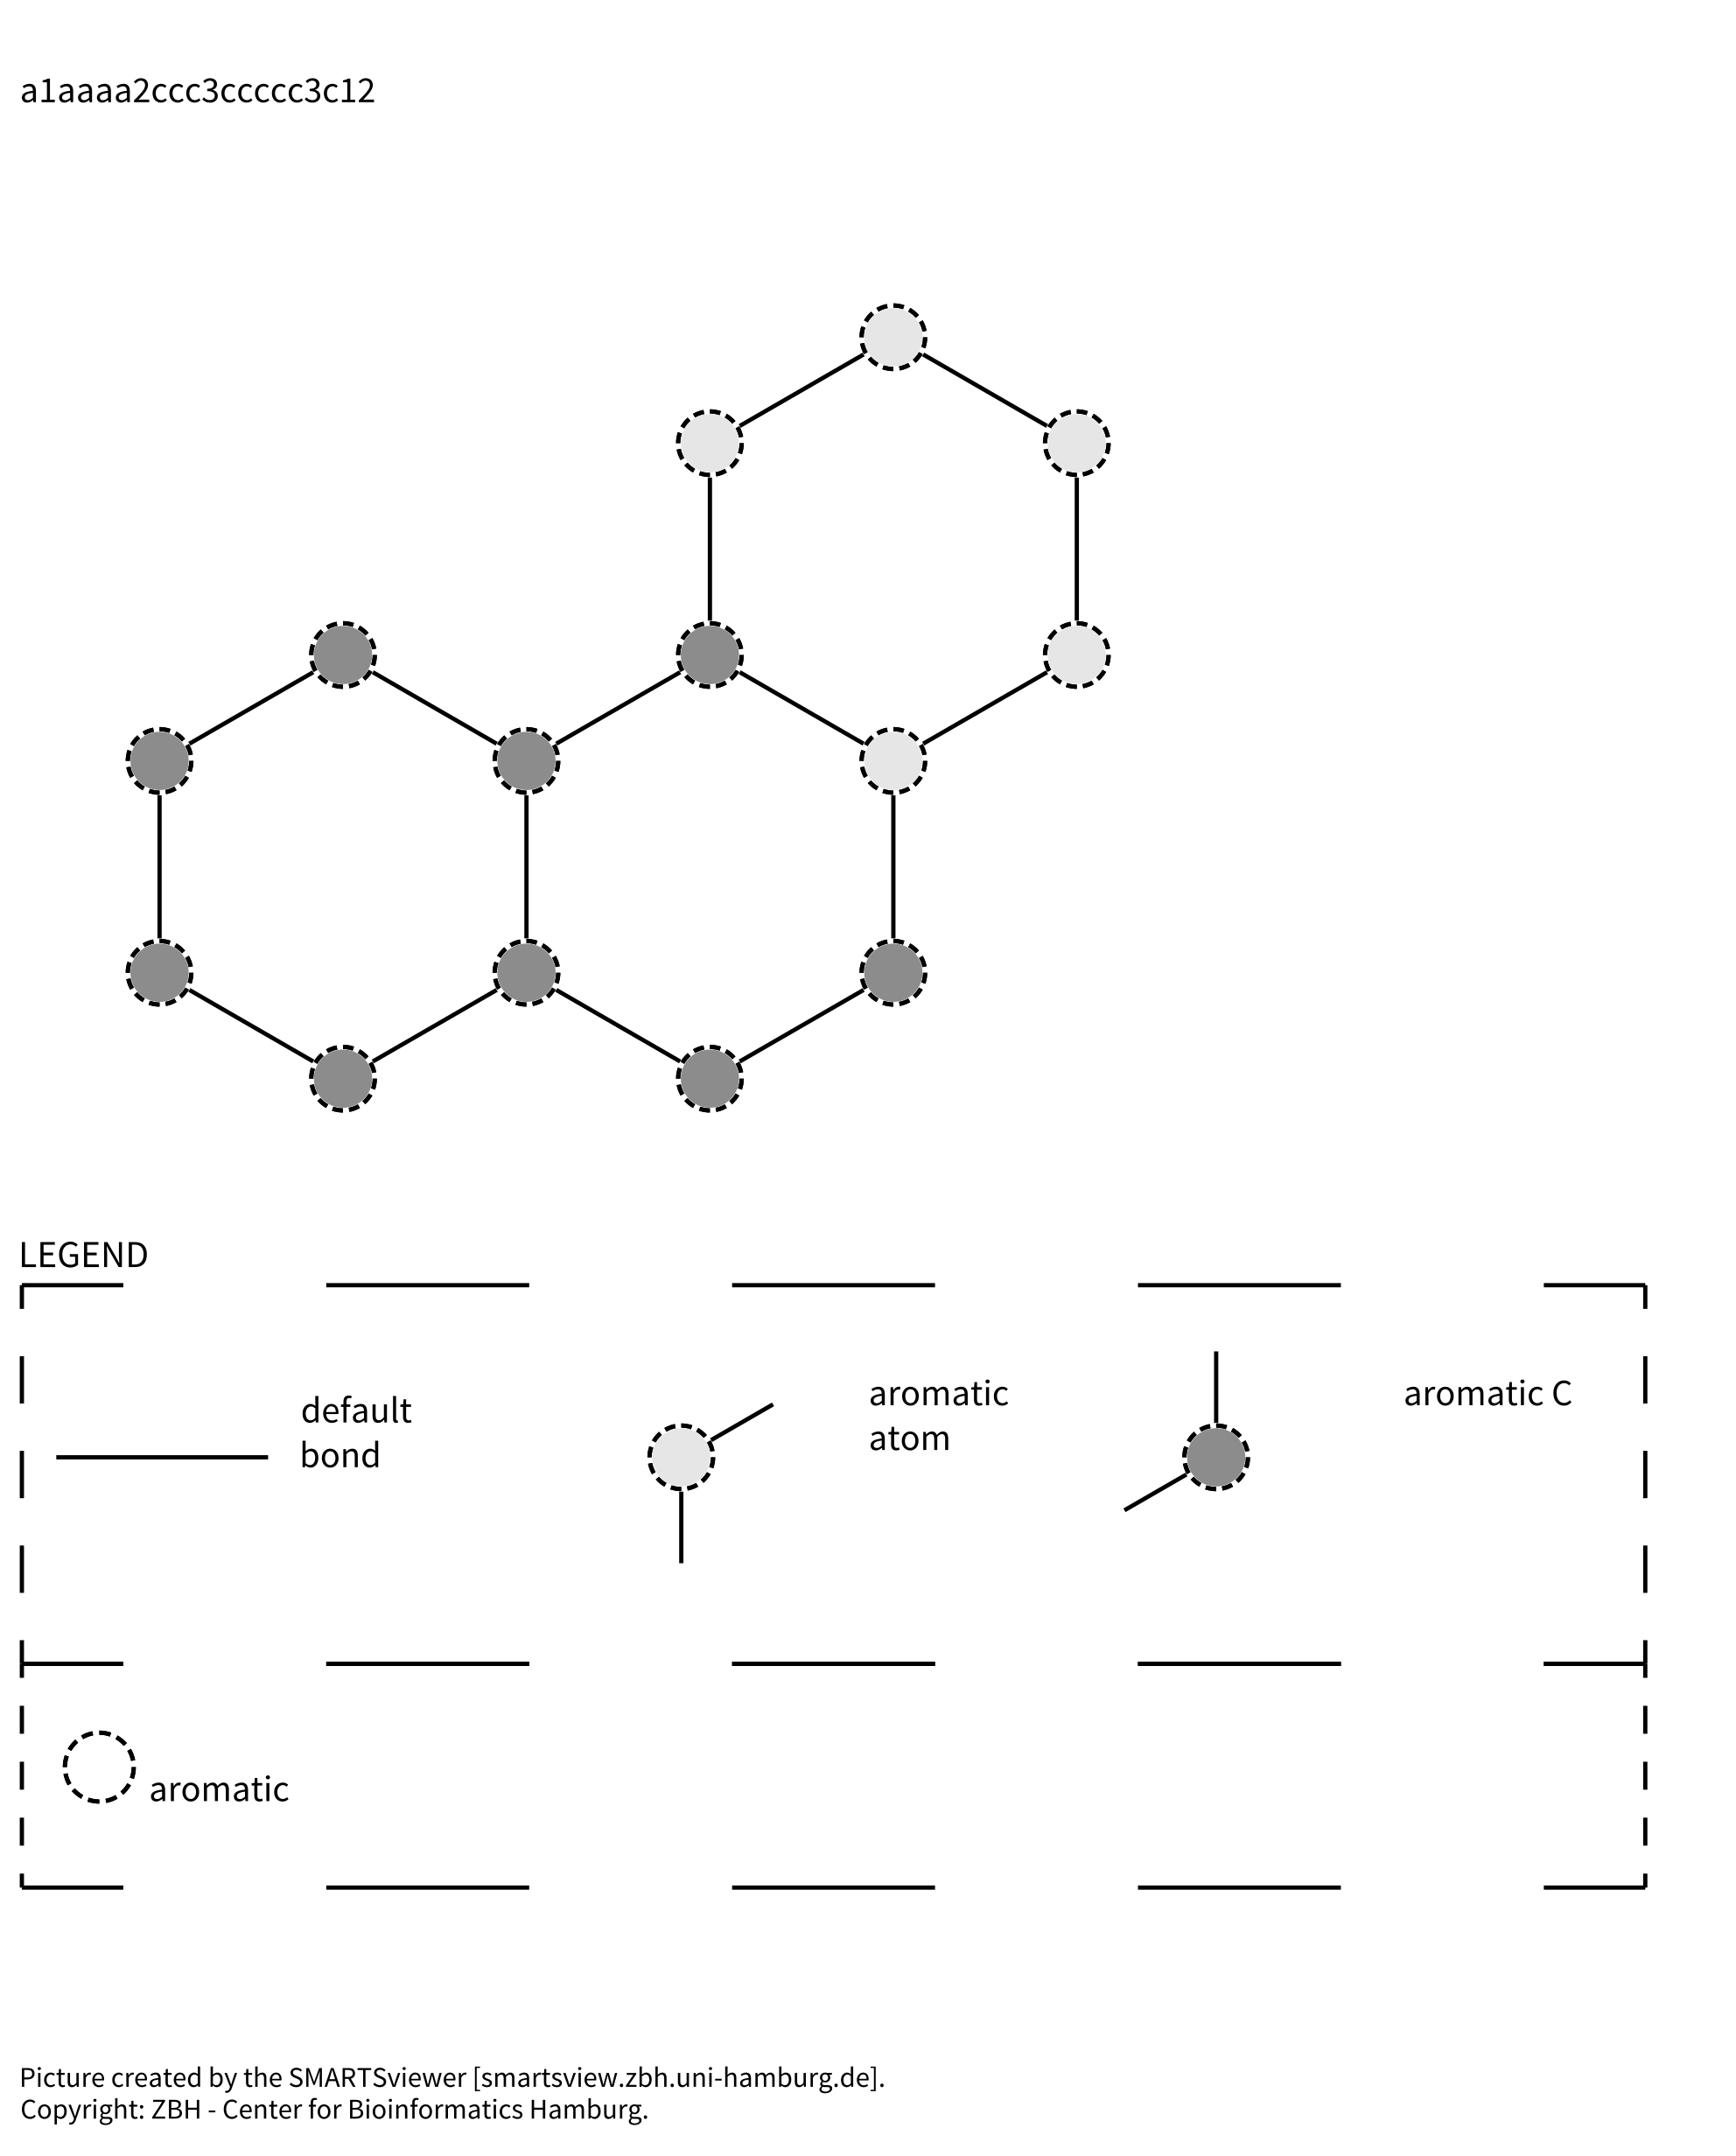 a1aaaa2ccc3ccccc3c12
LEGEND
default
bond
aromatic
atom
aromatic C
aromatic
Picture created by the SMARTSviewer [smartsview.zbh.uni-hamburg.de].
Copyright: ZBH - Center for Bioinformatics Hamburg.